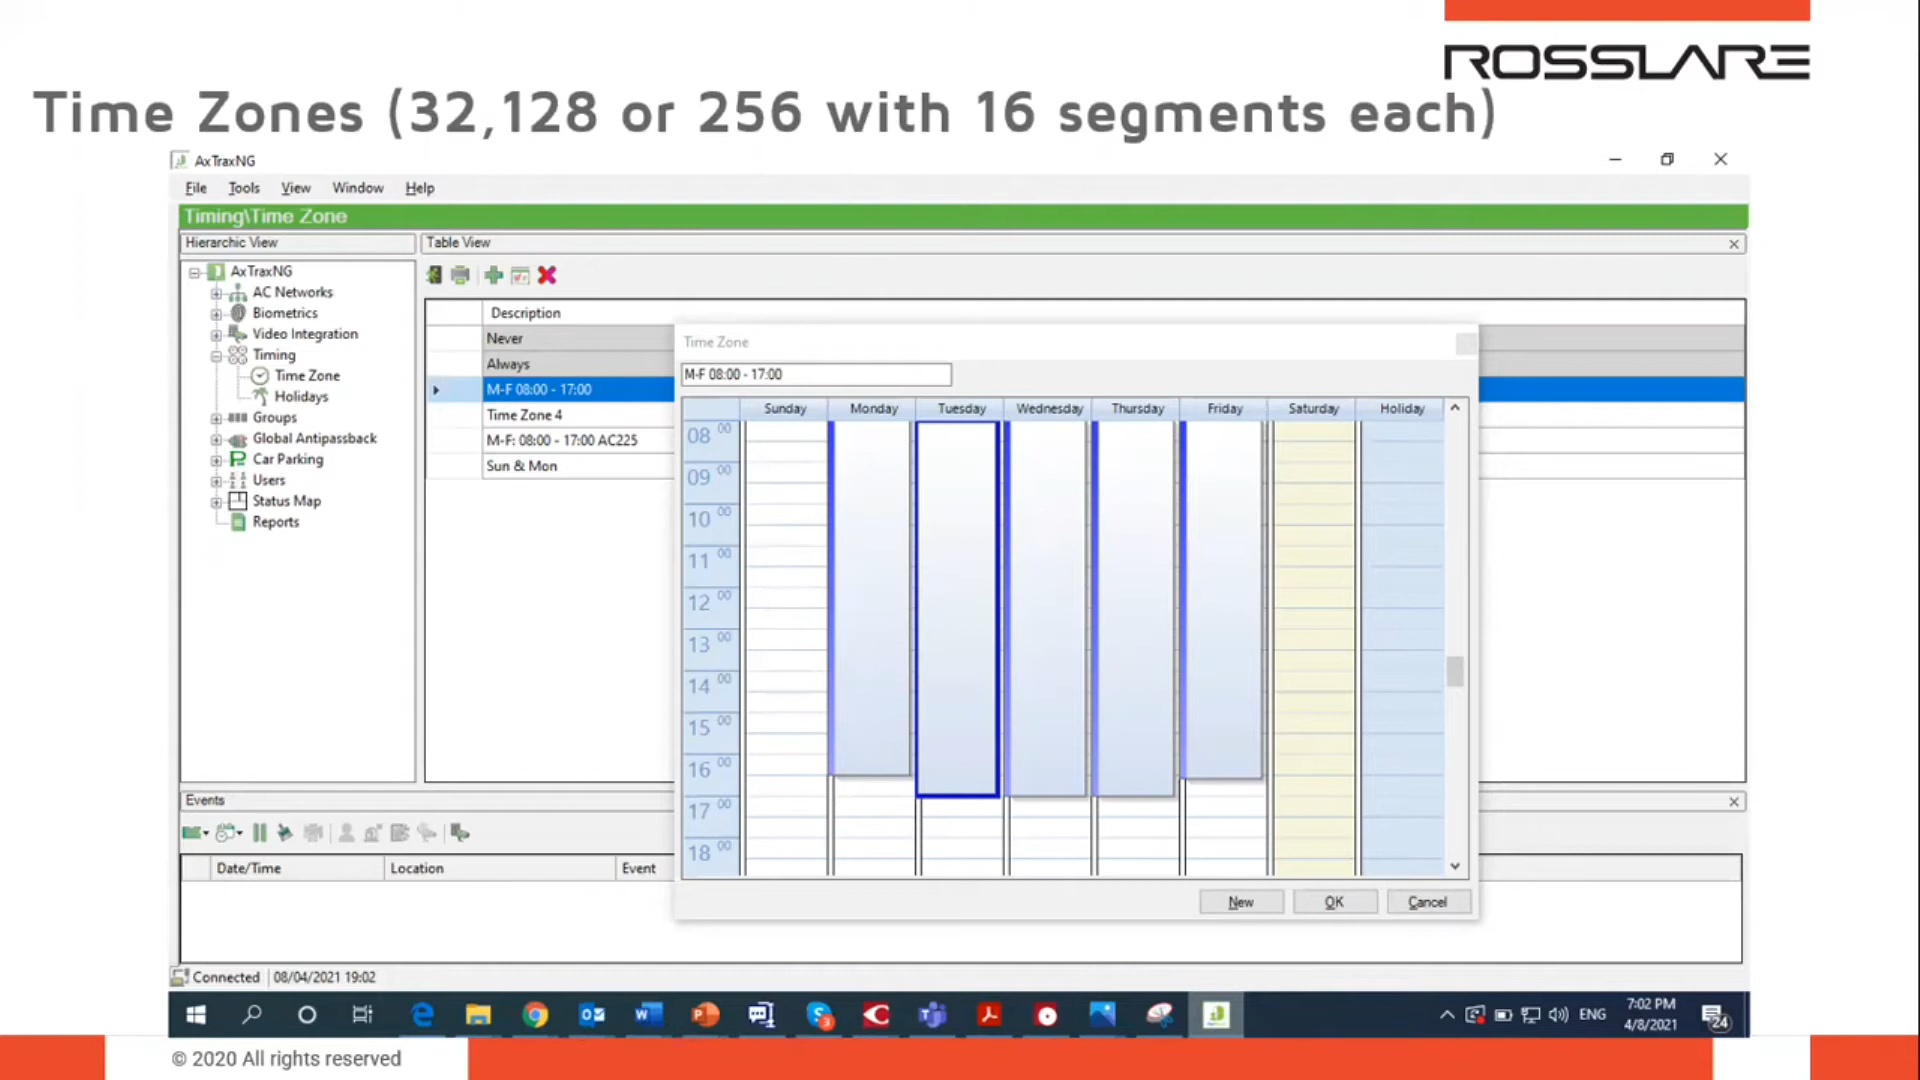 ROSSLARE
Time Zones (32,128 or 256 with 16 segments each)
AxTraxNG
File Tools View Window Help
Timing\Time Zone
Hierarchic View
Table View
AxTraxNG
AC Networks
Biometrics
Video Integration
Timing
Time Zone
Holidays
Groups
Global Antipassback
Car Parking
Users
Status Map
Reports
Description
Never
Always
M-F 08:00 - 17:00
Time Zone 4
M-F: 08:00 - 17:00 AC225
Sun & Mon
Time Zone
M-F 08:00 - 17:00
Sunday Monday Tuesday Wednesday Thursday Friday Saturday Holiday
08 00
09 00
10 00
11 00
12 00
13 00
14 00
15 00
16 00
17 00
18 00
New OK Cancel
Events
Date/Time Location Event
Connected 08/04/2021 19:02
ENG
7:02 PM
4/8/2021
24
© 2020 All rights reserved